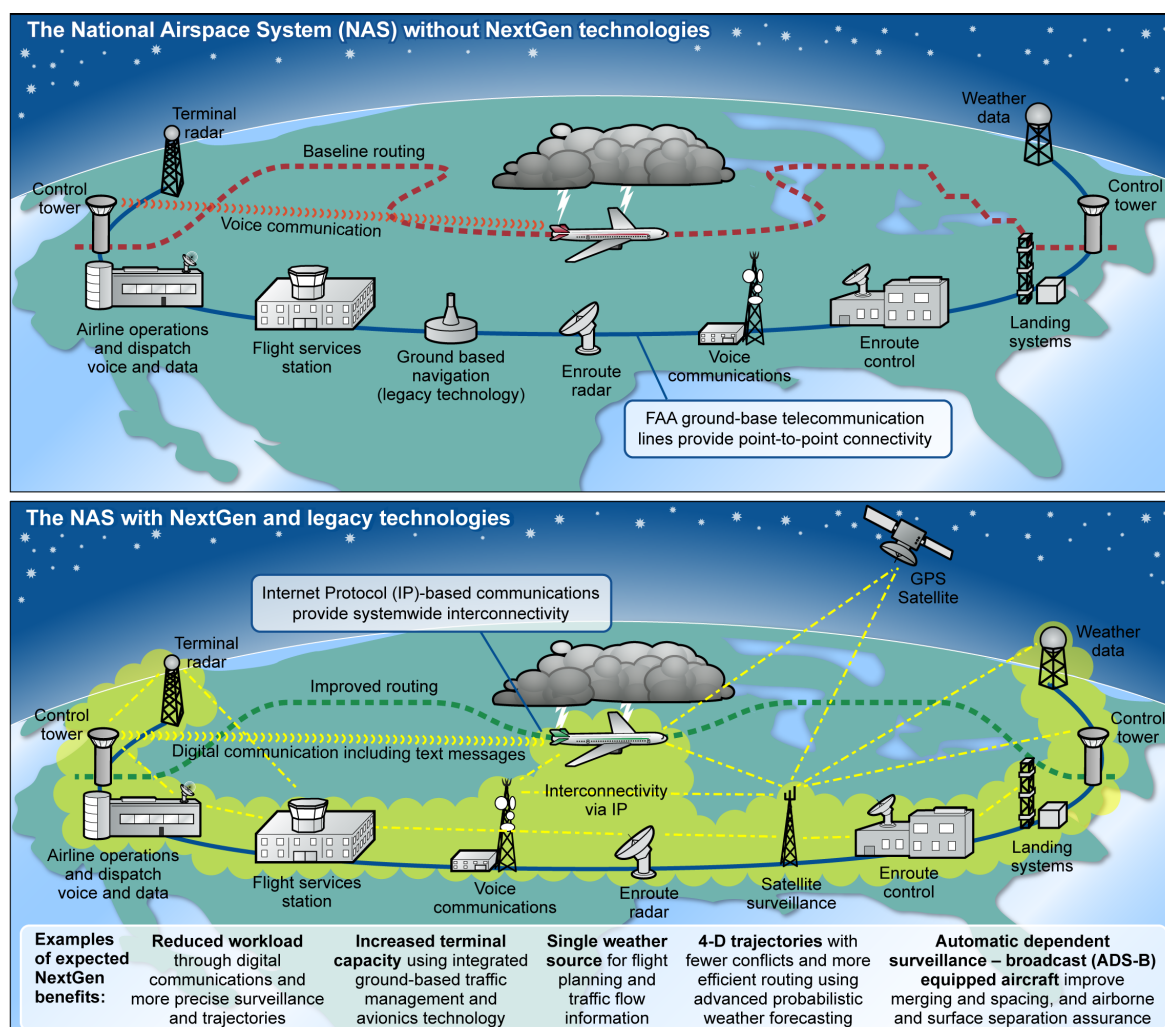 The National Airspace System (NAS) without NextGen technologies
Terminal
radar
Weather
data
Baseline routing
Control
tower
Control
tower
Voice communication
Airline operations
and dispatch
voice and data
Flight services
station
Ground based
navigation
(legacy technology)
Enroute
radar
Voice
communications
Enroute
control
Landing
systems
FAA ground-base telecommunication
lines provide point-to-point connectivity
The NAS with NextGen and legacy technologies
GPS
Satellite
Internet Protocol (IP)-based communications
provide systemwide interconnectivity
Terminal
radar
Weather
data
Improved routing
Control
tower
Control
tower
Digital communication including text messages
Interconnectivity
via IP
Airline operations
and dispatch
voice and data
Flight services
station
Voice
communications
Enroute
radar
Satellite
surveillance
Enroute
control
Landing
systems
Examples
of expected
NextGen
benefits:
Reduced workload
through digital
communications and
more precise surveillance
and trajectories
Increased terminal
capacity using integrated
ground-based traffic
management and
avionics technology
Single weather
source for flight
planning and
traffic flow
information
4-D trajectories with
fewer conflicts and more
efficient routing using
advanced probabilistic
weather forecasting
Automatic dependent
surveillance – broadcast (ADS-B)
equipped aircraft improve
merging and spacing, and airborne
and surface separation assurance